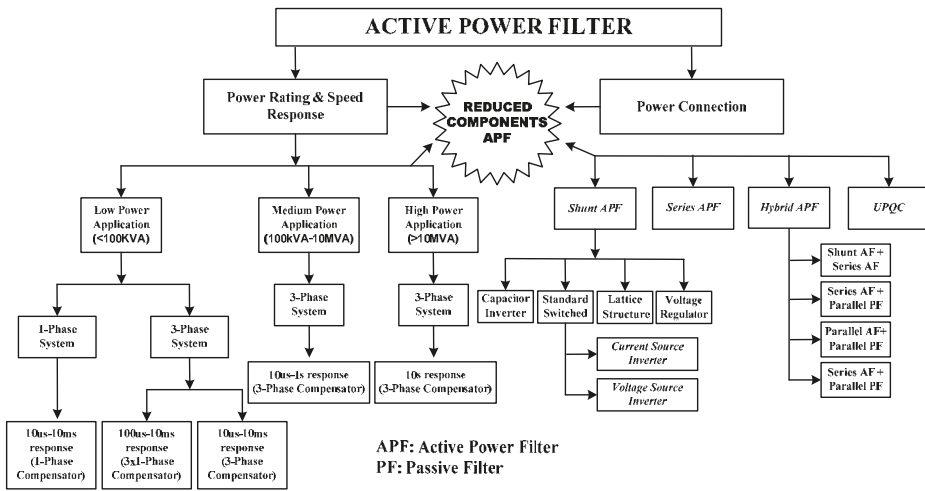 ACTIVE POWER FILTER
Power Rating & Speed
Response
REDUCED
COMPONENTS
APF
Power Connection
Low Power
Application
(<100KVA)
Medium Power
Application
(100kVA-10MVA)
High Power
Application
(>10MVA)
Shunt APF
Series APF
Hybrid APF
UPQC
1-Phase
System
3-Phase
System
3-Phase
System
3-Phase
System
Capacitor
Inverter
Standard
Switched
Lattice
Structure
Voltage
Regulator
Shunt AF+
Series AF
Series AF+
Parallel PF
Parallel AF+
Parallel PF
Series AF+
Parallel PF
Current Source
Inverter
Voltage Source
Inverter
10us-1s response
(3-Phase Compensator)
10s response
(3-Phase Compensator)
10us-10ms
response
(1-Phase
Compensator)
100us-10ms
response
(3x1-Phase
Compensator)
10us-10ms
response
(3-Phase
Compensator)
APF: Active Power Filter
PF: Passive Filter